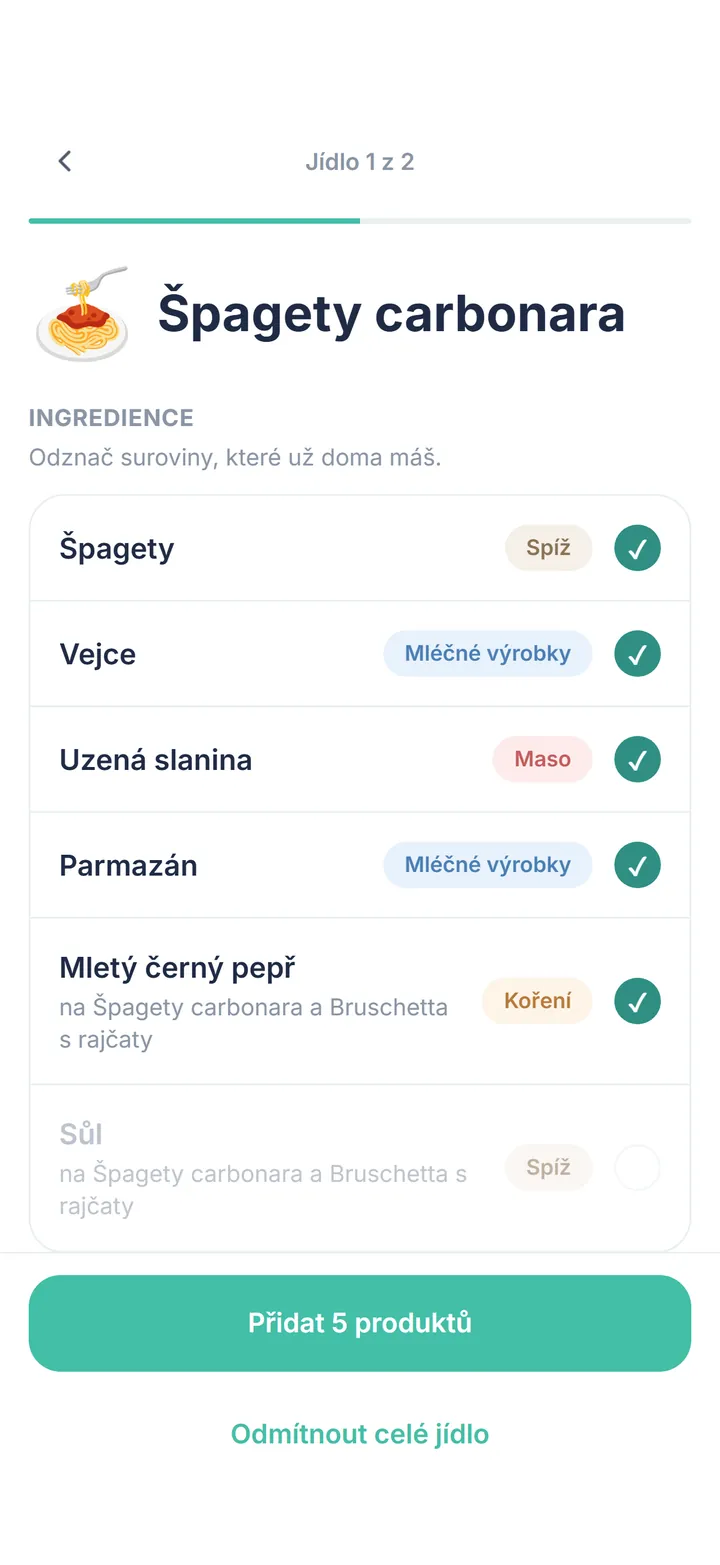 Jídlo 1 z 2
Špagety carbonara
INGREDIENCE
Odznač suroviny, které už doma máš.
Špagety
Spíž
Vejce
Mléčné výrobky
Uzená slanina
Maso
Parmazán
Mléčné výrobky
Mletý černý pepř
na Špagety carbonara a Bruschetta
s rajčaty
Koření
Sůl
na Špagety carbonara a Bruschetta s
rajčaty
Spíž
Přidat 5 produktů
Odmítnout celé jídlo